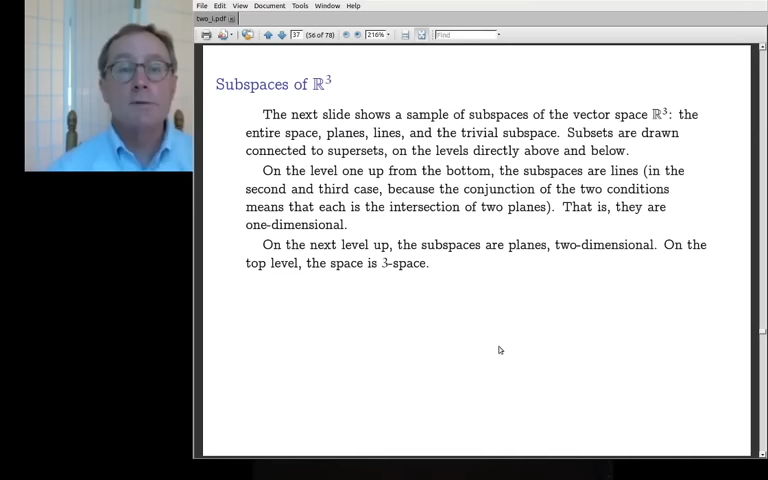 File Edit View Document Tools Window Help
two_i.pdf
37 (56 of 78) 216% Find
Subspaces of ℝ³
The next slide shows a sample of subspaces of the vector space ℝ³: the
entire space, planes, lines, and the trivial subspace. Subsets are drawn
connected to supersets, on the levels directly above and below.
On the level one up from the bottom, the subspaces are lines (in the
second and third case, because the conjunction of the two conditions
means that each is the intersection of two planes). That is, they are
one-dimensional.
On the next level up, the subspaces are planes, two-dimensional. On the
top level, the space is 3-space.